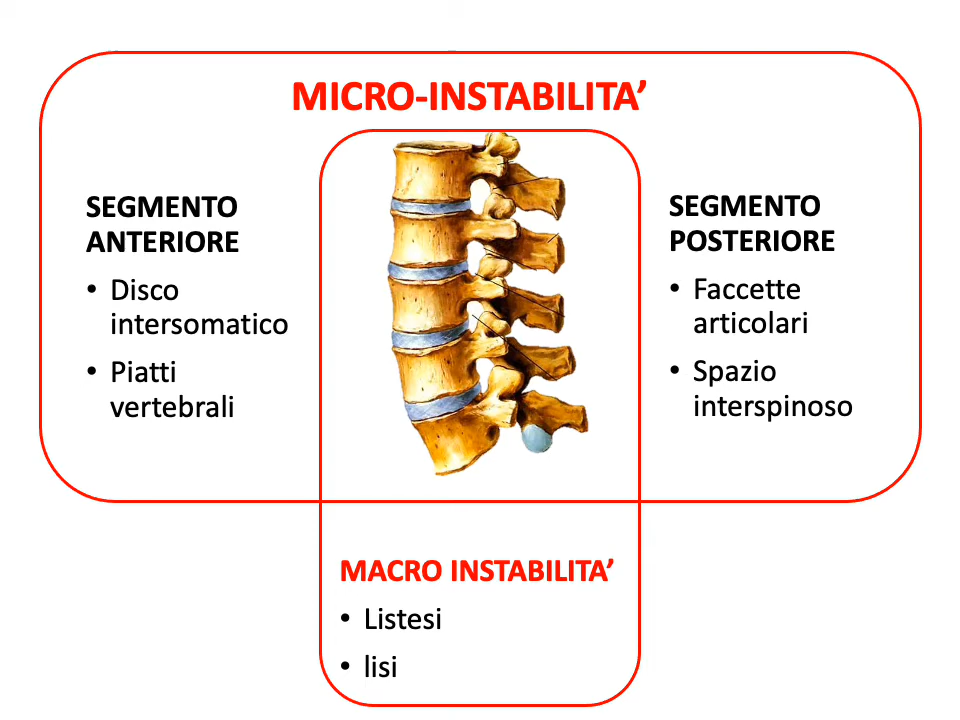 MICRO-INSTABILITA’
SEGMENTO
ANTERIORE
• Disco
intersomatico
• Piatti
vertebrali
SEGMENTO
POSTERIORE
• Faccette
articolari
• Spazio
interspinoso
MACRO INSTABILITA’
• Listesi
• lisi